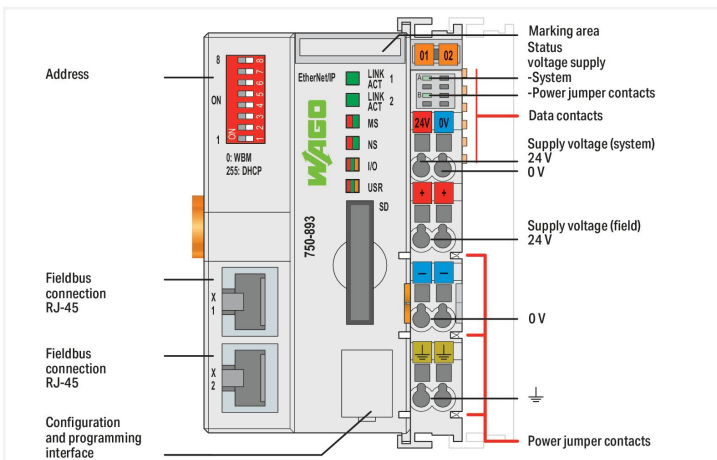 Address
8
ON
1
8
7
6
5
4
3
2
1
ON
0: WBM
255: DHCP
Fieldbus
connection
RJ-45
X
1
Fieldbus
connection
RJ-45
X
2
Configuration
and programming
interface
EtherNet/IP
LINK
ACT 1
LINK
ACT 2
MS
NS
I/O
USR
SD
WAGO
750-893
01 02
A
B
24V 0V
+ +
— —
Marking area
Status
voltage supply
-System
-Power jumper contacts
Data contacts
Supply voltage (system)
24 V
0 V
Supply voltage (field)
24 V
0 V
Power jumper contacts